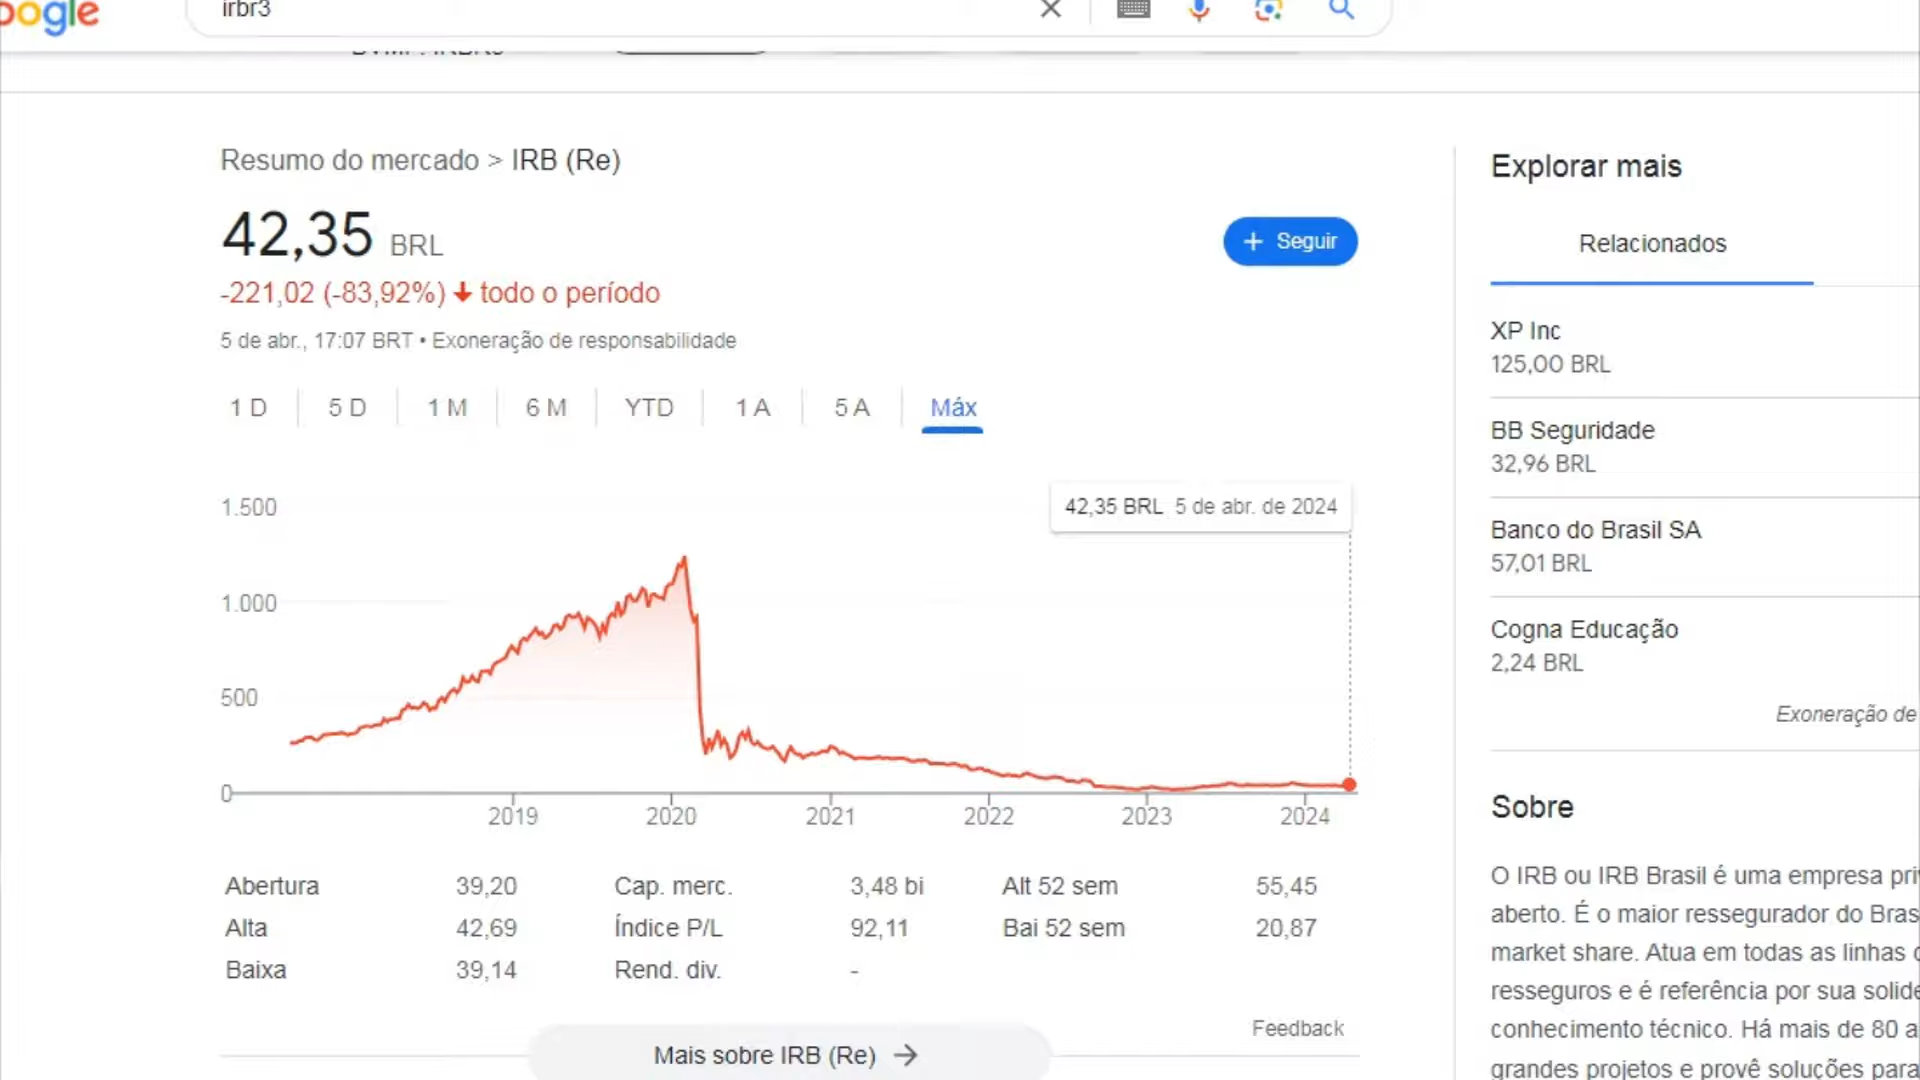 oogle
irbr3
Resumo do mercado > IRB (Re)
42,35 BRL
+ Seguir
-221,02 (-83,92%) ↓ todo o período
5 de abr., 17:07 BRT • Exoneração de responsabilidade
1 D
5 D
1 M
6 M
YTD
1 A
5 A
Máx
42,35 BRL 5 de abr. de 2024
1.500
1.000
500
0
2019
2020
2021
2022
2023
2024
Abertura 39,20
Alta 42,69
Baixa 39,14
Cap. merc. 3,48 bi
Índice P/L 92,11
Rend. div. -
Alt 52 sem 55,45
Bai 52 sem 20,87
Feedback
Mais sobre IRB (Re) →
Explorar mais
Relacionados
XP Inc
125,00 BRL
BB Seguridade
32,96 BRL
Banco do Brasil SA
57,01 BRL
Cogna Educação
2,24 BRL
Exoneração de
Sobre
O IRB ou IRB Brasil é uma empresa pri
aberto. É o maior ressegurador do Bras
market share. Atua em todas as linhas
resseguros e é referência por sua solide
conhecimento técnico. Há mais de 80 a
grandes projetos e provê soluções para